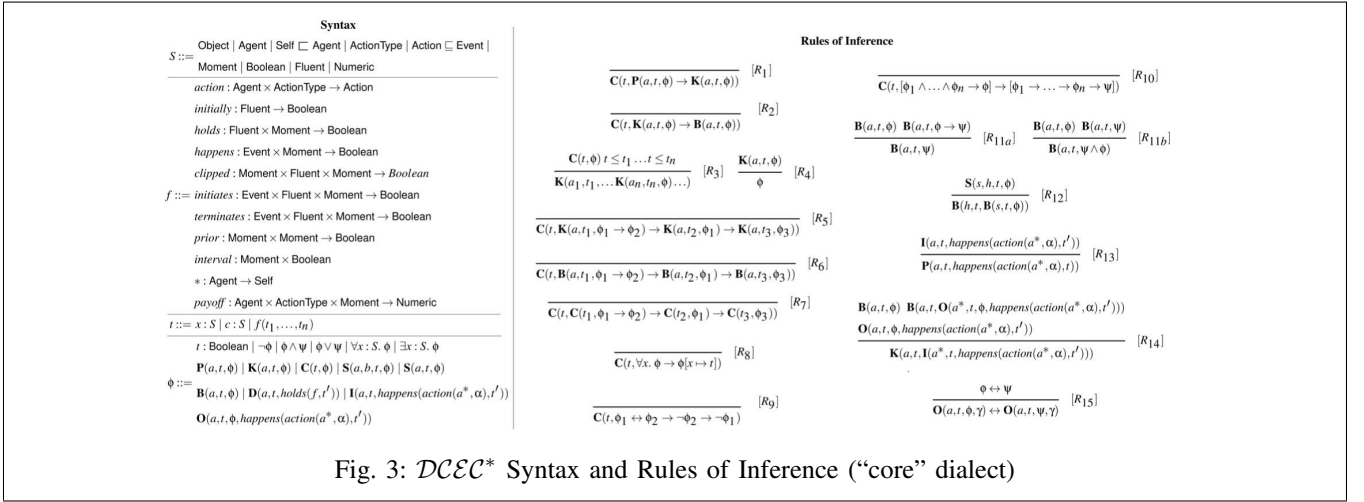 Syntax
S ::= Object | Agent | Self ⊏ Agent | ActionType | Action ⊑ Event |
Moment | Boolean | Fluent | Numeric
action : Agent × ActionType → Action
initially : Fluent → Boolean
holds : Fluent × Moment → Boolean
happens : Event × Moment → Boolean
clipped : Moment × Fluent × Moment → Boolean
f ::= initiates : Event × Fluent × Moment → Boolean
terminates : Event × Fluent × Moment → Boolean
prior : Moment × Moment → Boolean
interval : Moment × Boolean
* : Agent → Self
payoff : Agent × ActionType × Moment → Numeric
t ::= x : S | c : S | f(t₁,…,tₙ)
t : Boolean | ¬ϕ | ϕ ∧ ψ | ϕ ∨ ψ | ∀x : S. ϕ | ∃x : S. ϕ
P(a,t,ϕ) | K(a,t,ϕ) | C(t,ϕ) | S(a,b,t,ϕ) | S(a,t,ϕ)
ϕ ::=
B(a,t,ϕ) | D(a,t,holds(f,t′)) | I(a,t,happens(action(a*,α),t′))
O(a,t,ϕ,happens(action(a*,α),t′))
Rules of Inference
C(t,P(a,t,ϕ) → K(a,t,ϕ)) [R₁]
C(t,K(a,t,ϕ) → B(a,t,ϕ)) [R₂]
C(t,ϕ) t ≤ t₁ … t ≤ tₙ
K(a₁,t₁,…K(aₙ,tₙ,ϕ)…) [R₃]
K(a,t,ϕ)
ϕ [R₄]
C(t,K(a,t₁,ϕ₁ → ϕ₂) → K(a,t₂,ϕ₁) → K(a,t₃,ϕ₃)) [R₅]
C(t,B(a,t₁,ϕ₁ → ϕ₂) → B(a,t₂,ϕ₁) → B(a,t₃,ϕ₃)) [R₆]
C(t,C(t₁,ϕ₁ → ϕ₂) → C(t₂,ϕ₁) → C(t₃,ϕ₃)) [R₇]
C(t,∀x. ϕ → ϕ[x ↦ t]) [R₈]
C(t,ϕ₁ ↔ ϕ₂ → ¬ϕ₂ → ¬ϕ₁) [R₉]
C(t,[ϕ₁ ∧ … ∧ ϕₙ → ϕ] → [ϕ₁ → … → ϕₙ → ψ]) [R₁₀]
B(a,t,ϕ) B(a,t,ϕ → ψ)
B(a,t,ψ) [R₁₁ₐ]
B(a,t,ϕ) B(a,t,ψ)
B(a,t,ψ ∧ ϕ) [R₁₁b]
S(s,h,t,ϕ)
B(h,t,B(s,t,ϕ)) [R₁₂]
I(a,t,happens(action(a*,α),t′))
P(a,t,happens(action(a*,α),t)) [R₁₃]
B(a,t,ϕ) B(a,t,O(a*,t,ϕ,happens(action(a*,α),t′)))
O(a,t,ϕ,happens(action(a*,α),t′))
K(a,t,I(a*,t,happens(action(a*,α),t′))) [R₁₄]
ϕ ↔ ψ
O(a,t,ϕ,γ) ↔ O(a,t,ψ,γ) [R₁₅]
Fig. 3: 𝒟𝒞ℰ𝒞* Syntax and Rules of Inference (“core” dialect)